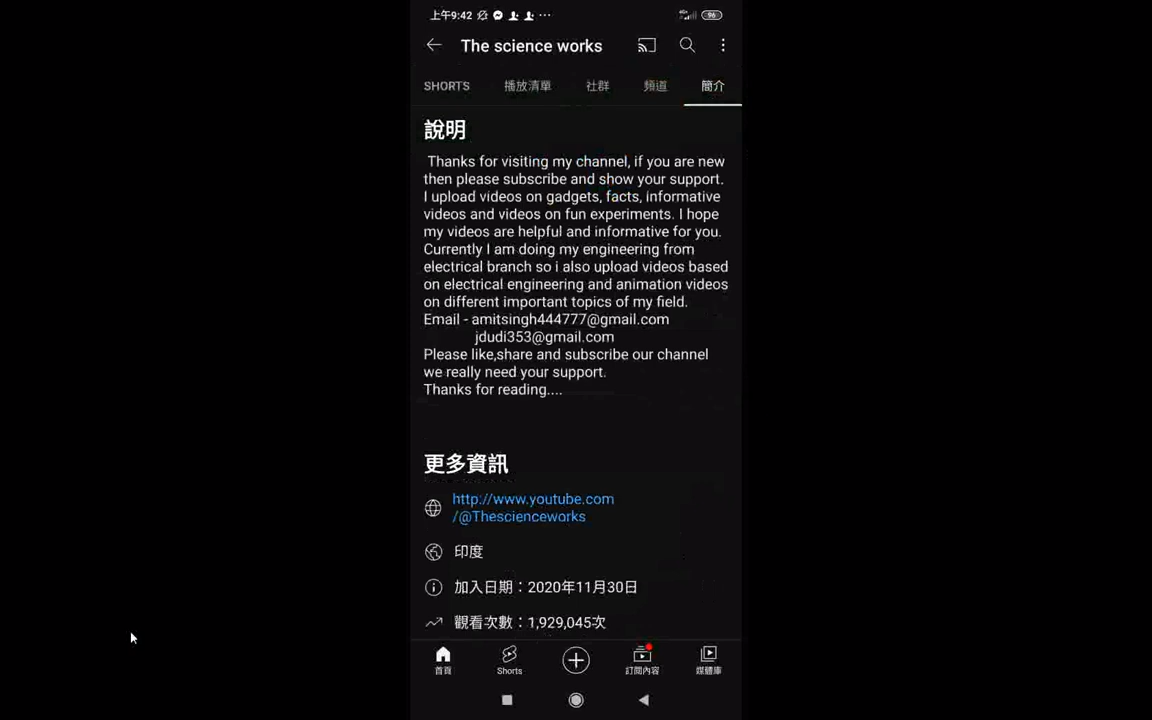 上午9:42
96
The science works
SHORTS 播放清單 社群 頻道 簡介
說明
Thanks for visiting my channel, if you are new
then please subscribe and show your support.
I upload videos on gadgets, facts, informative
videos and videos on fun experiments. I hope
my videos are helpful and informative for you.
Currently I am doing my engineering from
electrical branch so i also upload videos based
on electrical engineering and animation videos
on different important topics of my field.
Email - amitsingh444777@gmail.com
jdudi353@gmail.com
Please like,share and subscribe our channel
we really need your support.
Thanks for reading....
更多資訊
http://www.youtube.com
/@Thescienceworks
印度
加入日期：2020年11月30日
觀看次數：1,929,045次
首頁 Shorts 訂閱內容 媒體庫